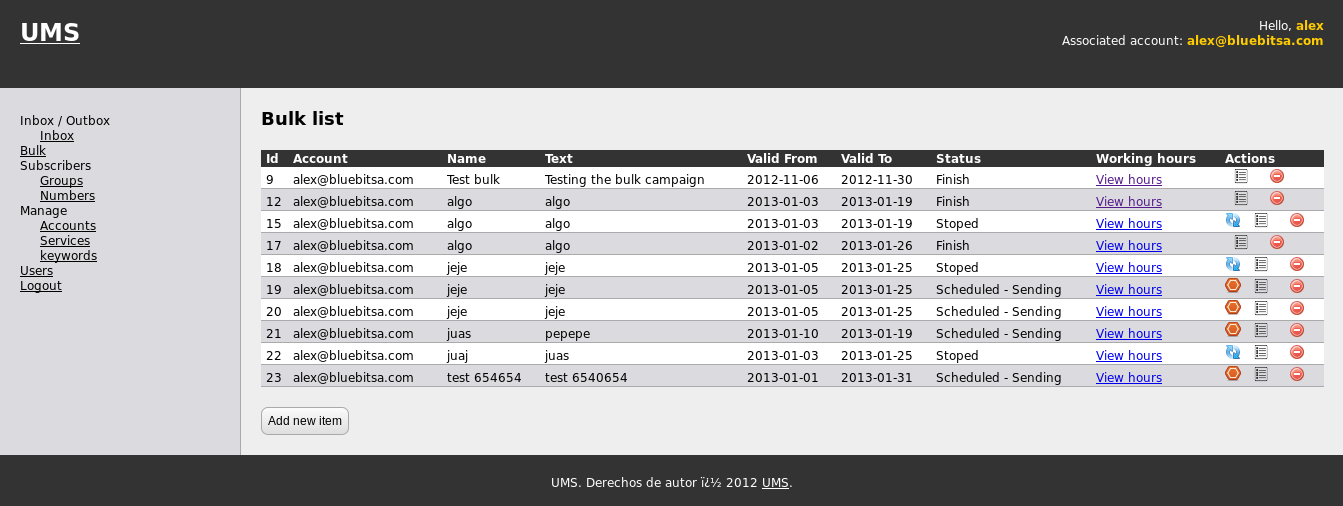 UMS
Hello, alex
Associated account: alex@bluebitsa.com
Inbox / Outbox
Inbox
Bulk
Subscribers
Groups
Numbers
Manage
Accounts
Services
keywords
Users
Logout
Bulk list
Id Account Name Text Valid From Valid To Status Working hours Actions
9 alex@bluebitsa.com Test bulk Testing the bulk campaign 2012-11-06 2012-11-30 Finish View hours
12 alex@bluebitsa.com algo algo 2013-01-03 2013-01-19 Finish View hours
15 alex@bluebitsa.com algo algo 2013-01-03 2013-01-19 Stoped View hours
17 alex@bluebitsa.com algo algo 2013-01-02 2013-01-26 Finish View hours
18 alex@bluebitsa.com jeje jeje 2013-01-05 2013-01-25 Stoped View hours
19 alex@bluebitsa.com jeje jeje 2013-01-05 2013-01-25 Scheduled - Sending View hours
20 alex@bluebitsa.com jeje jeje 2013-01-05 2013-01-25 Scheduled - Sending View hours
21 alex@bluebitsa.com juas pepepe 2013-01-10 2013-01-19 Scheduled - Sending View hours
22 alex@bluebitsa.com juaj juas 2013-01-03 2013-01-25 Stoped View hours
23 alex@bluebitsa.com test 654654 test 6540654 2013-01-01 2013-01-31 Scheduled - Sending View hours
Add new item
UMS. Derechos de autor ï¿½ 2012 UMS.